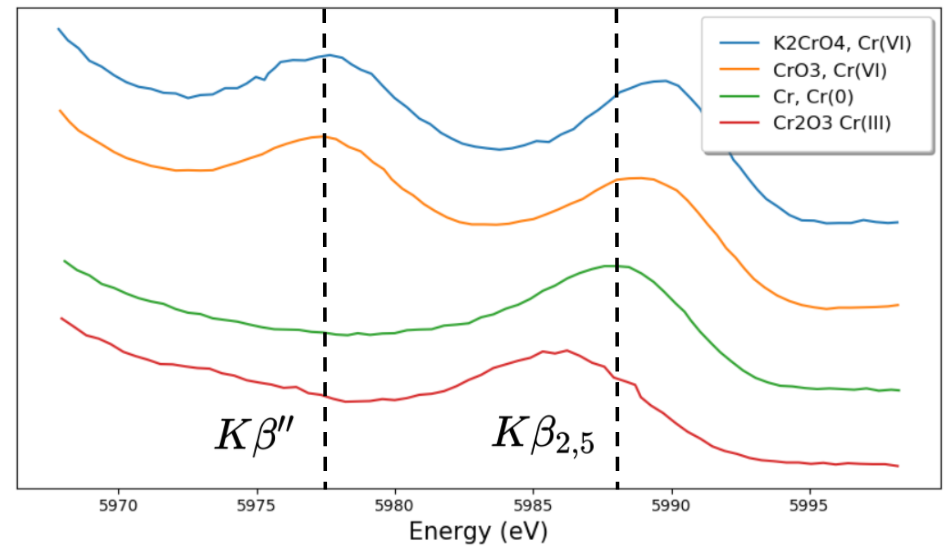 K2CrO4, Cr(VI)
CrO3, Cr(VI)
Cr, Cr(0)
Cr2O3 Cr(III)
Kβ″
Kβ2,5
5970 5975 5980 5985 5990 5995
Energy (eV)